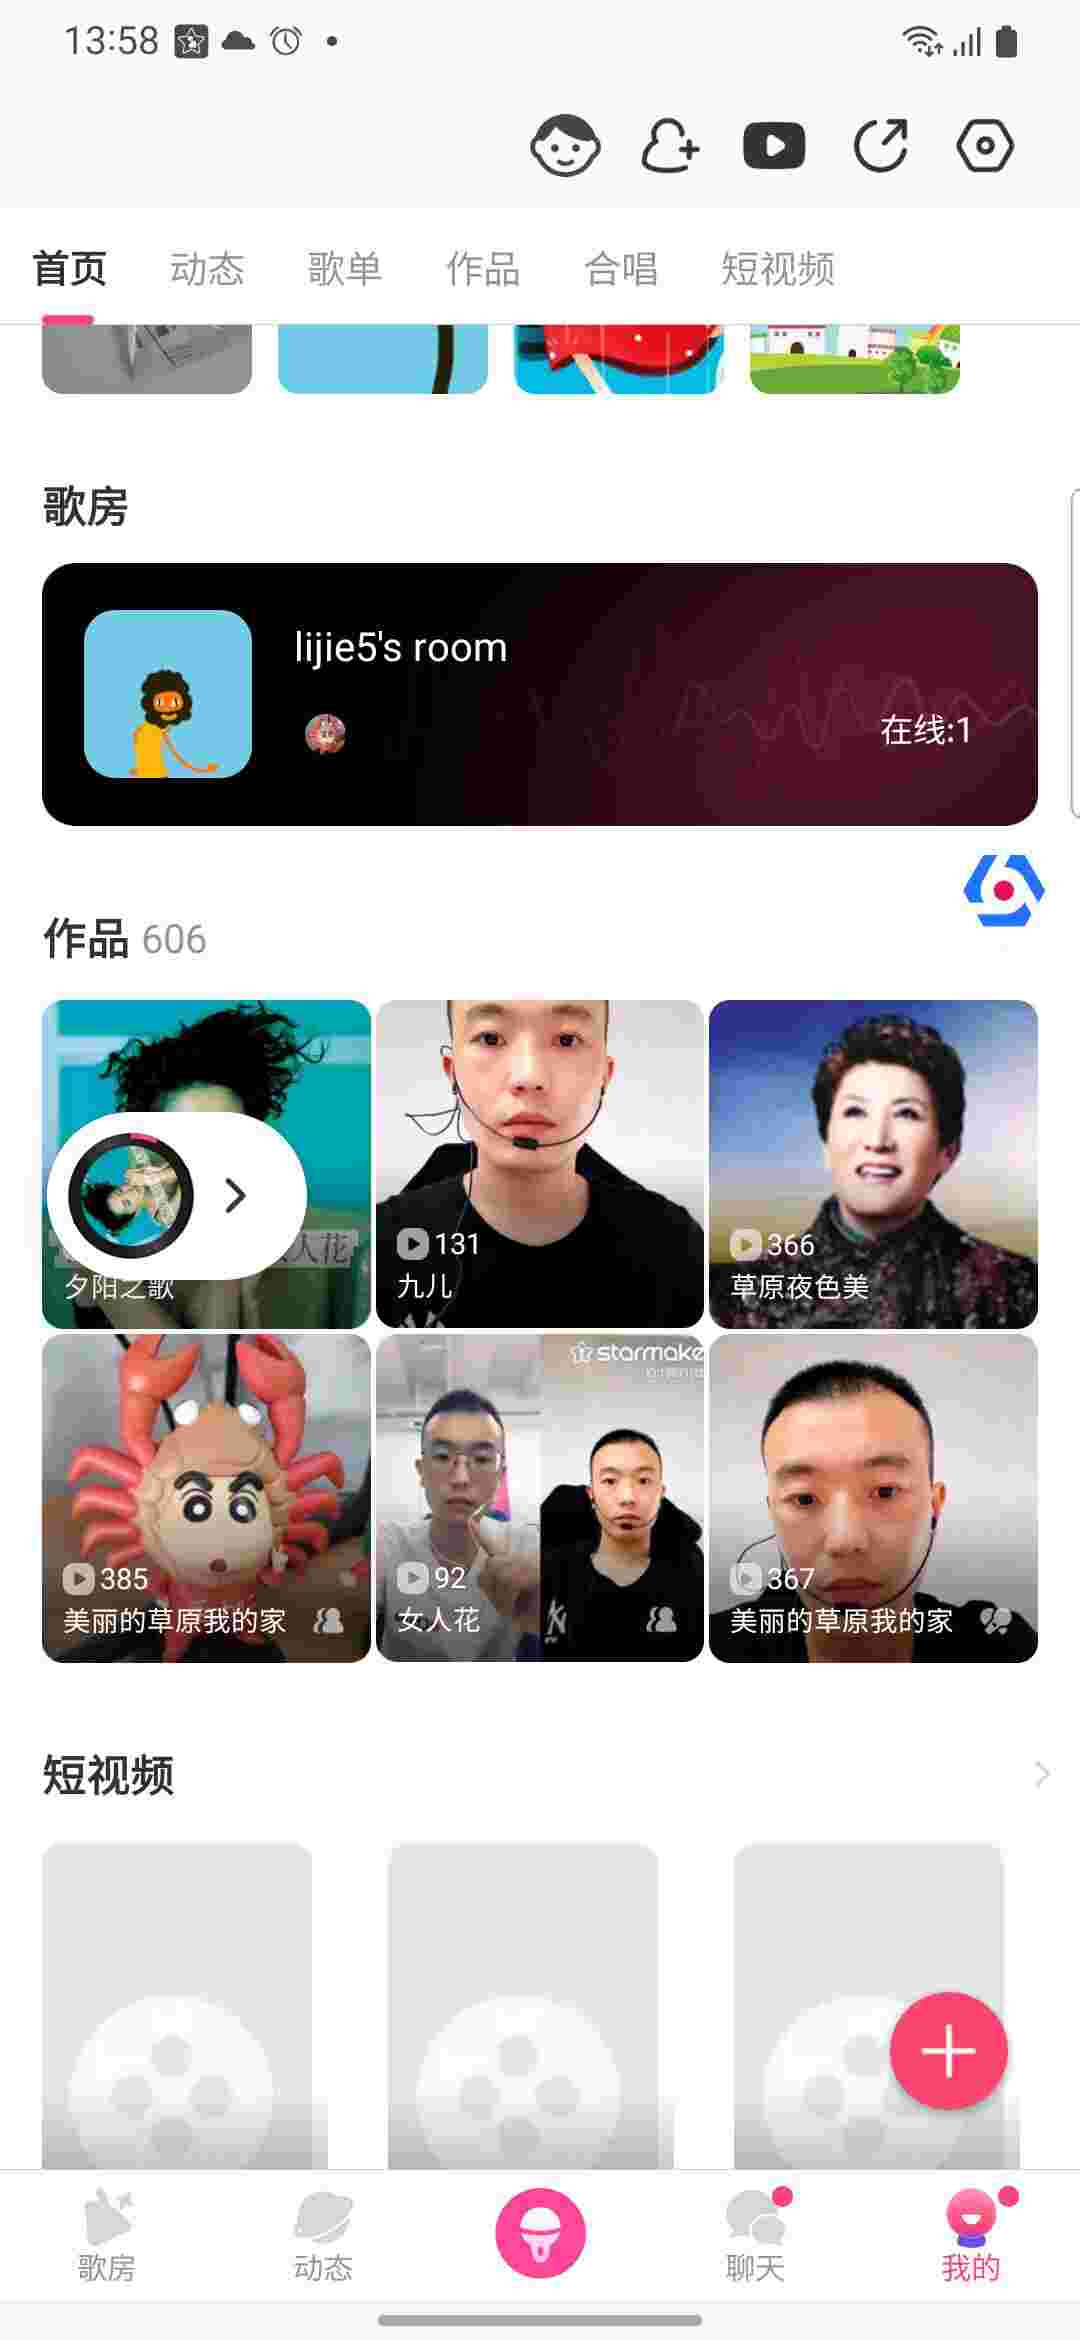 13:58
首页 动态 歌单 作品 合唱 短视频
歌房
lijie5's room
在线:1
作品 606
人花
夕阳之歌
131
九儿
366
草原夜色美
starmake
385
美丽的草原我的家
92
女人花
367
美丽的草原我的家
短视频
歌房 动态 聊天 我的